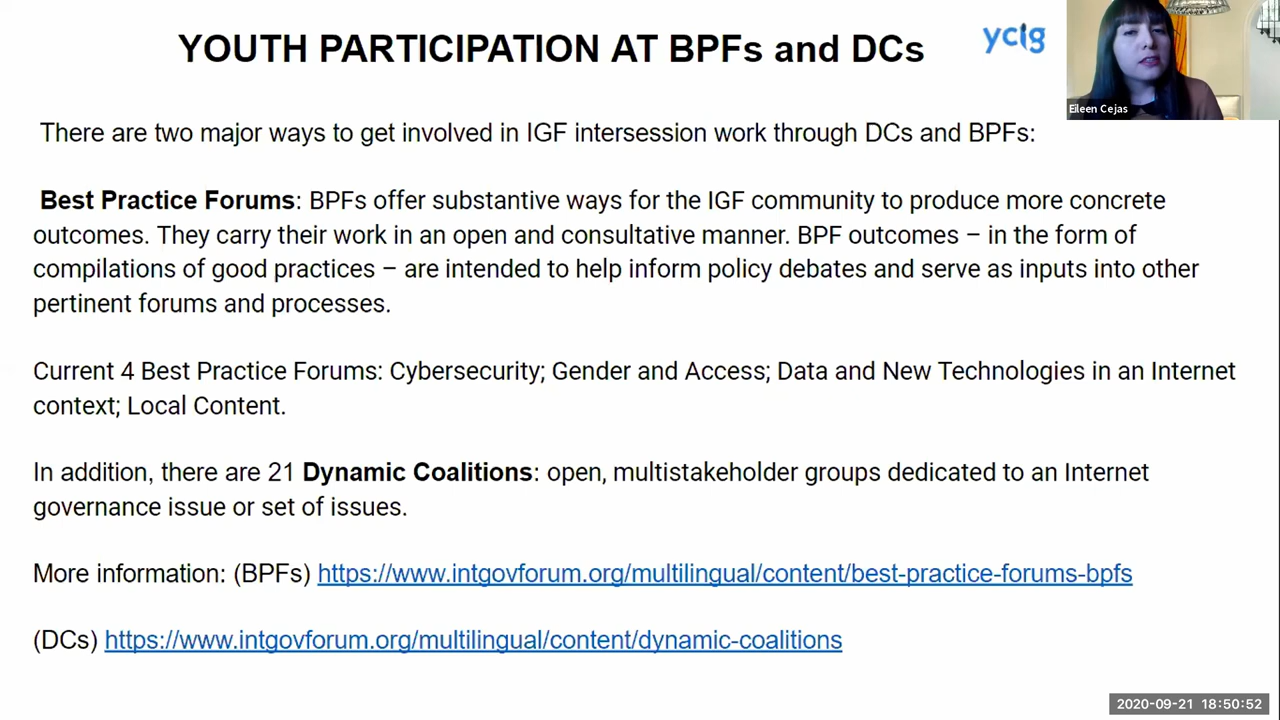 YOUTH PARTICIPATION AT BPFs and DCs
ycig
Eileen Cejas
There are two major ways to get involved in IGF intersession work through DCs and BPFs:
Best Practice Forums: BPFs offer substantive ways for the IGF community to produce more concrete
outcomes. They carry their work in an open and consultative manner. BPF outcomes – in the form of
compilations of good practices – are intended to help inform policy debates and serve as inputs into other
pertinent forums and processes.
Current 4 Best Practice Forums: Cybersecurity; Gender and Access; Data and New Technologies in an Internet
context; Local Content.
In addition, there are 21 Dynamic Coalitions: open, multistakeholder groups dedicated to an Internet
governance issue or set of issues.
More information: (BPFs) https://www.intgovforum.org/multilingual/content/best-practice-forums-bpfs
(DCs) https://www.intgovforum.org/multilingual/content/dynamic-coalitions
2020-09-21 18:50:52